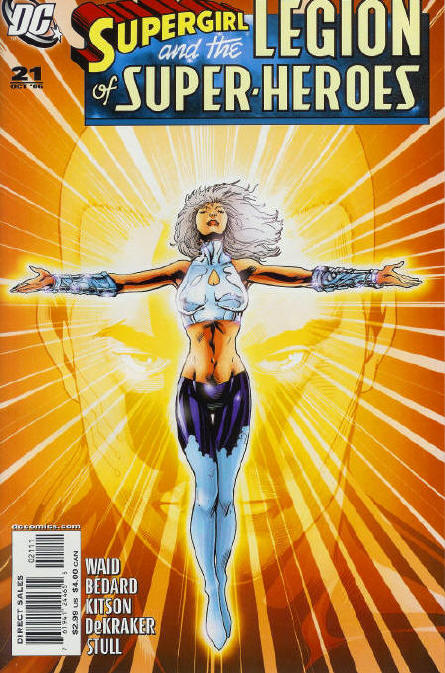 DC
SUPERGIRL
and the
LEGION
of
SUPER-HEROES
21
OCT '06
dccomics.com
02111
DIRECT SALES
$2.99 US $4.00 CAN
WAID
BEDARD
KITSON
DeKRAKER
STULL